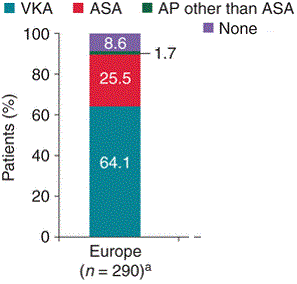 VKA ASA AP other than ASA
None
100
80
60
40
20
0
Patients (%)
8.6
1.7
25.5
64.1
Europe
(n = 290)ᵃ